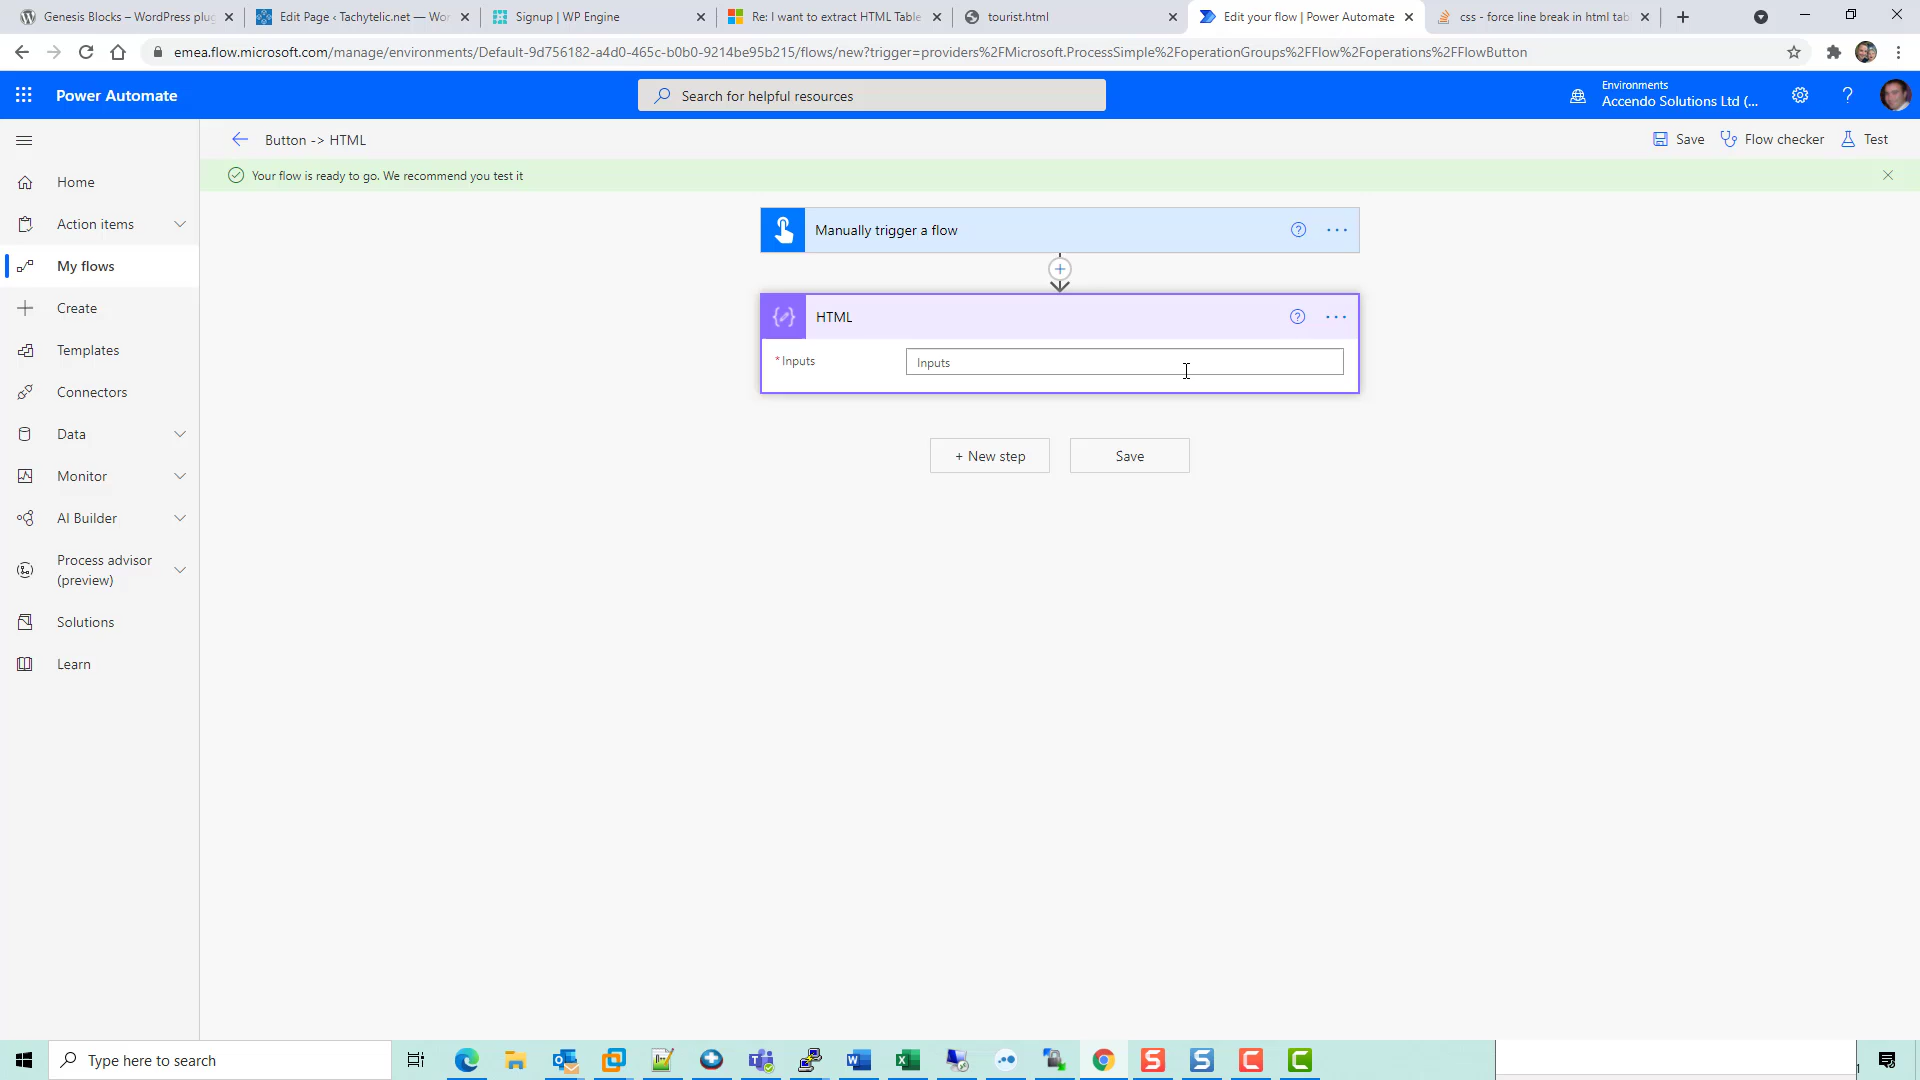 Genesis Blocks – WordPress plug
Edit Page ‹ Tachytelic.net — Wor
Signup | WP Engine
Re: I want to extract HTML Table
tourist.html
Edit your flow | Power Automate
css - force line break in html tab
emea.flow.microsoft.com/manage/environments/Default-9d756182-a4d0-465c-b0b0-9214be95b215/flows/new?trigger=providers%2FMicrosoft.ProcessSimple%2FoperationGroups%2FFlow%2Foperations%2FFlowButton
Power Automate
Search for helpful resources
Environments
Accendo Solutions Ltd (...
Button -> HTML
Save
Flow checker
Test
Your flow is ready to go. We recommend you test it
Home
Action items
My flows
Create
Templates
Connectors
Data
Monitor
AI Builder
Process advisor
(preview)
Solutions
Learn
Manually trigger a flow
HTML
*Inputs
Inputs
+ New step
Save
Type here to search